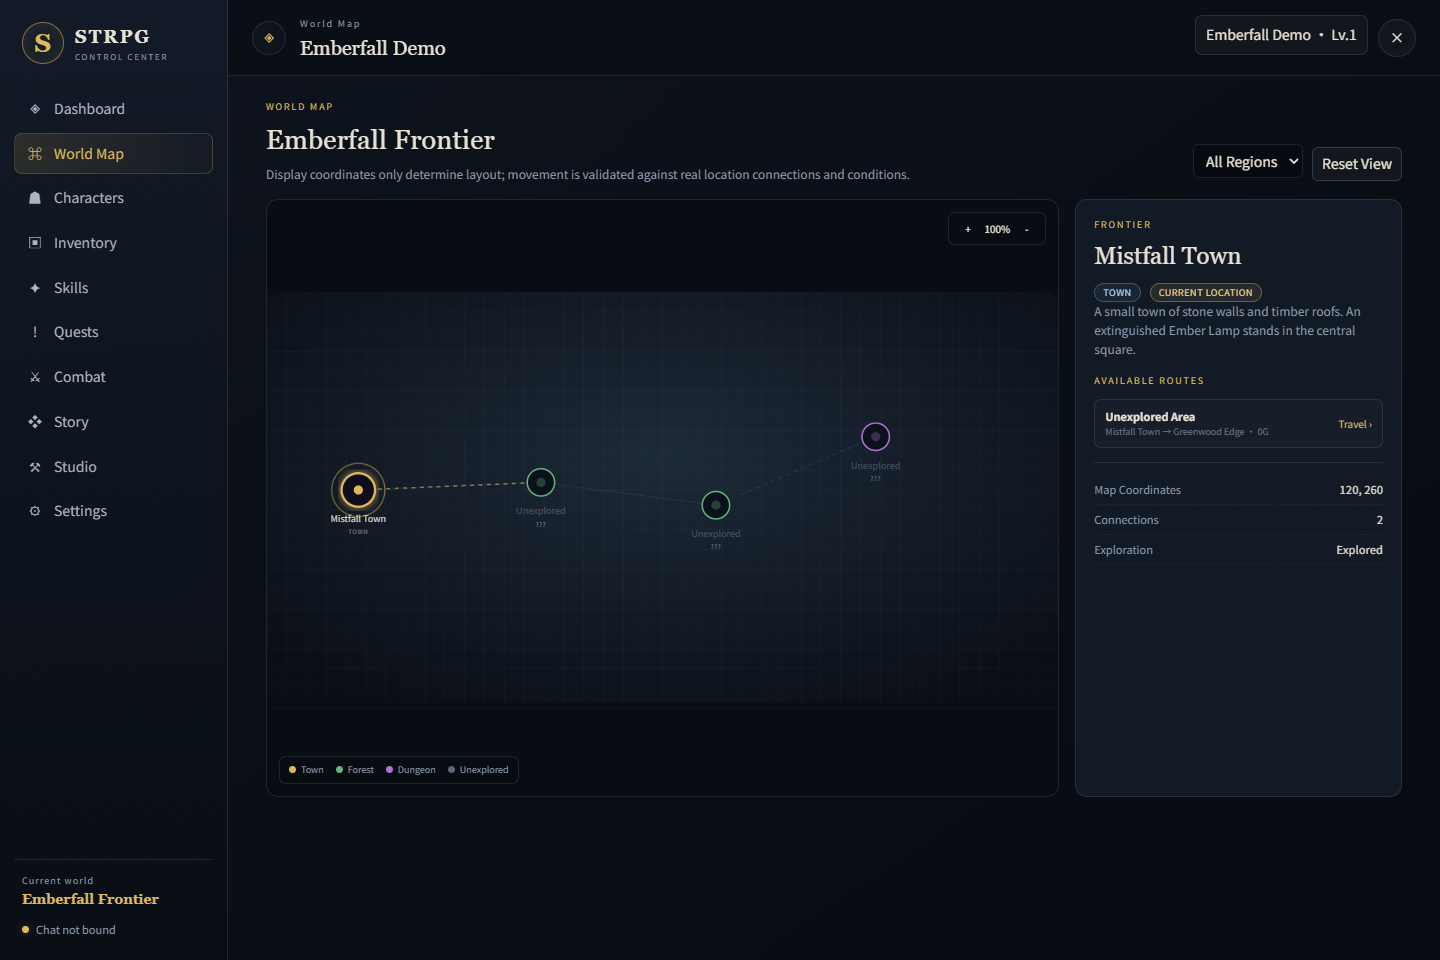 S
STRPG
CONTROL CENTER
Dashboard
World Map
Characters
Inventory
Skills
! Quests
Combat
Story
Studio
Settings
Current world
Emberfall Frontier
Chat not bound
World Map
Emberfall Demo
Emberfall Demo • Lv.1
×
WORLD MAP
Emberfall Frontier
Display coordinates only determine layout; movement is validated against real location connections and conditions.
All Regions
Reset View
+ 100% -
Mistfall Town
TOWN
Unexplored
???
Unexplored
???
Unexplored
???
Town
Forest
Dungeon
Unexplored
FRONTIER
Mistfall Town
TOWN
CURRENT LOCATION
A small town of stone walls and timber roofs. An
extinguished Ember Lamp stands in the central
square.
AVAILABLE ROUTES
Unexplored Area
Mistfall Town → Greenwood Edge • 0G
Travel ›
Map Coordinates 120, 260
Connections 2
Exploration Explored